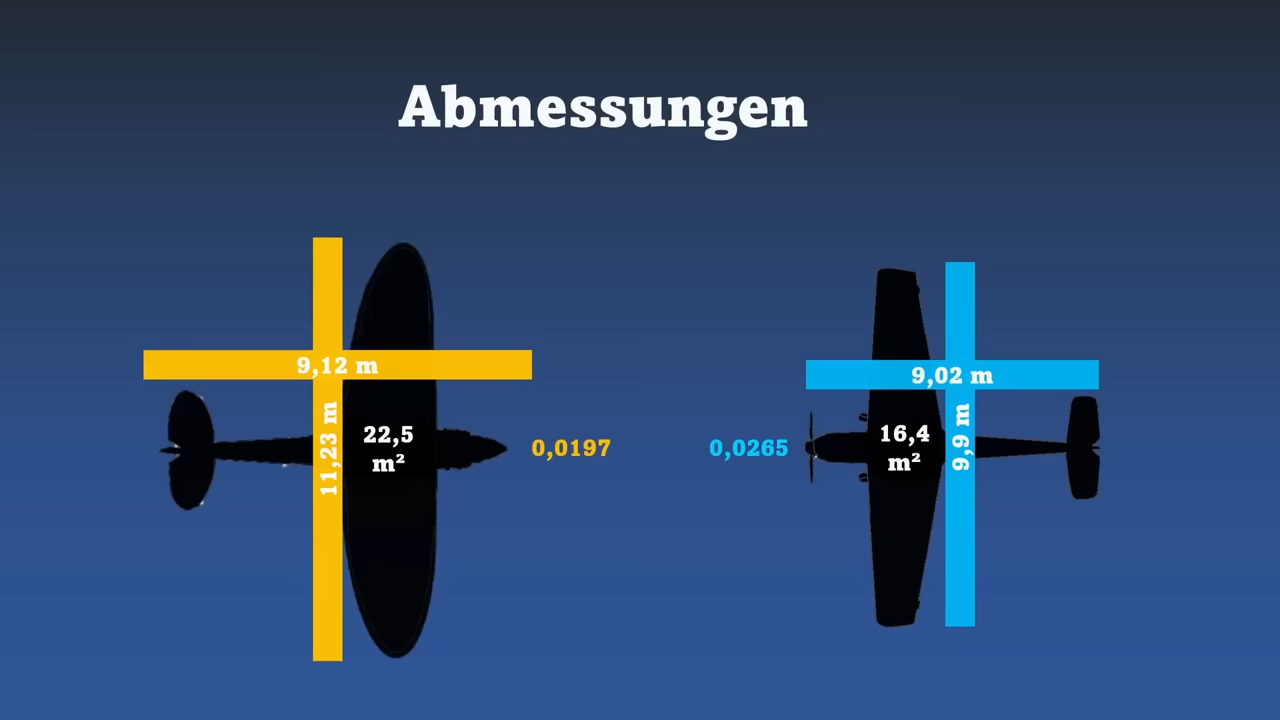 Abmessungen
9,12 m
11,23 m
22,5
m²
0,0197
0,0265
9,02 m
16,4
m²
9,9 m